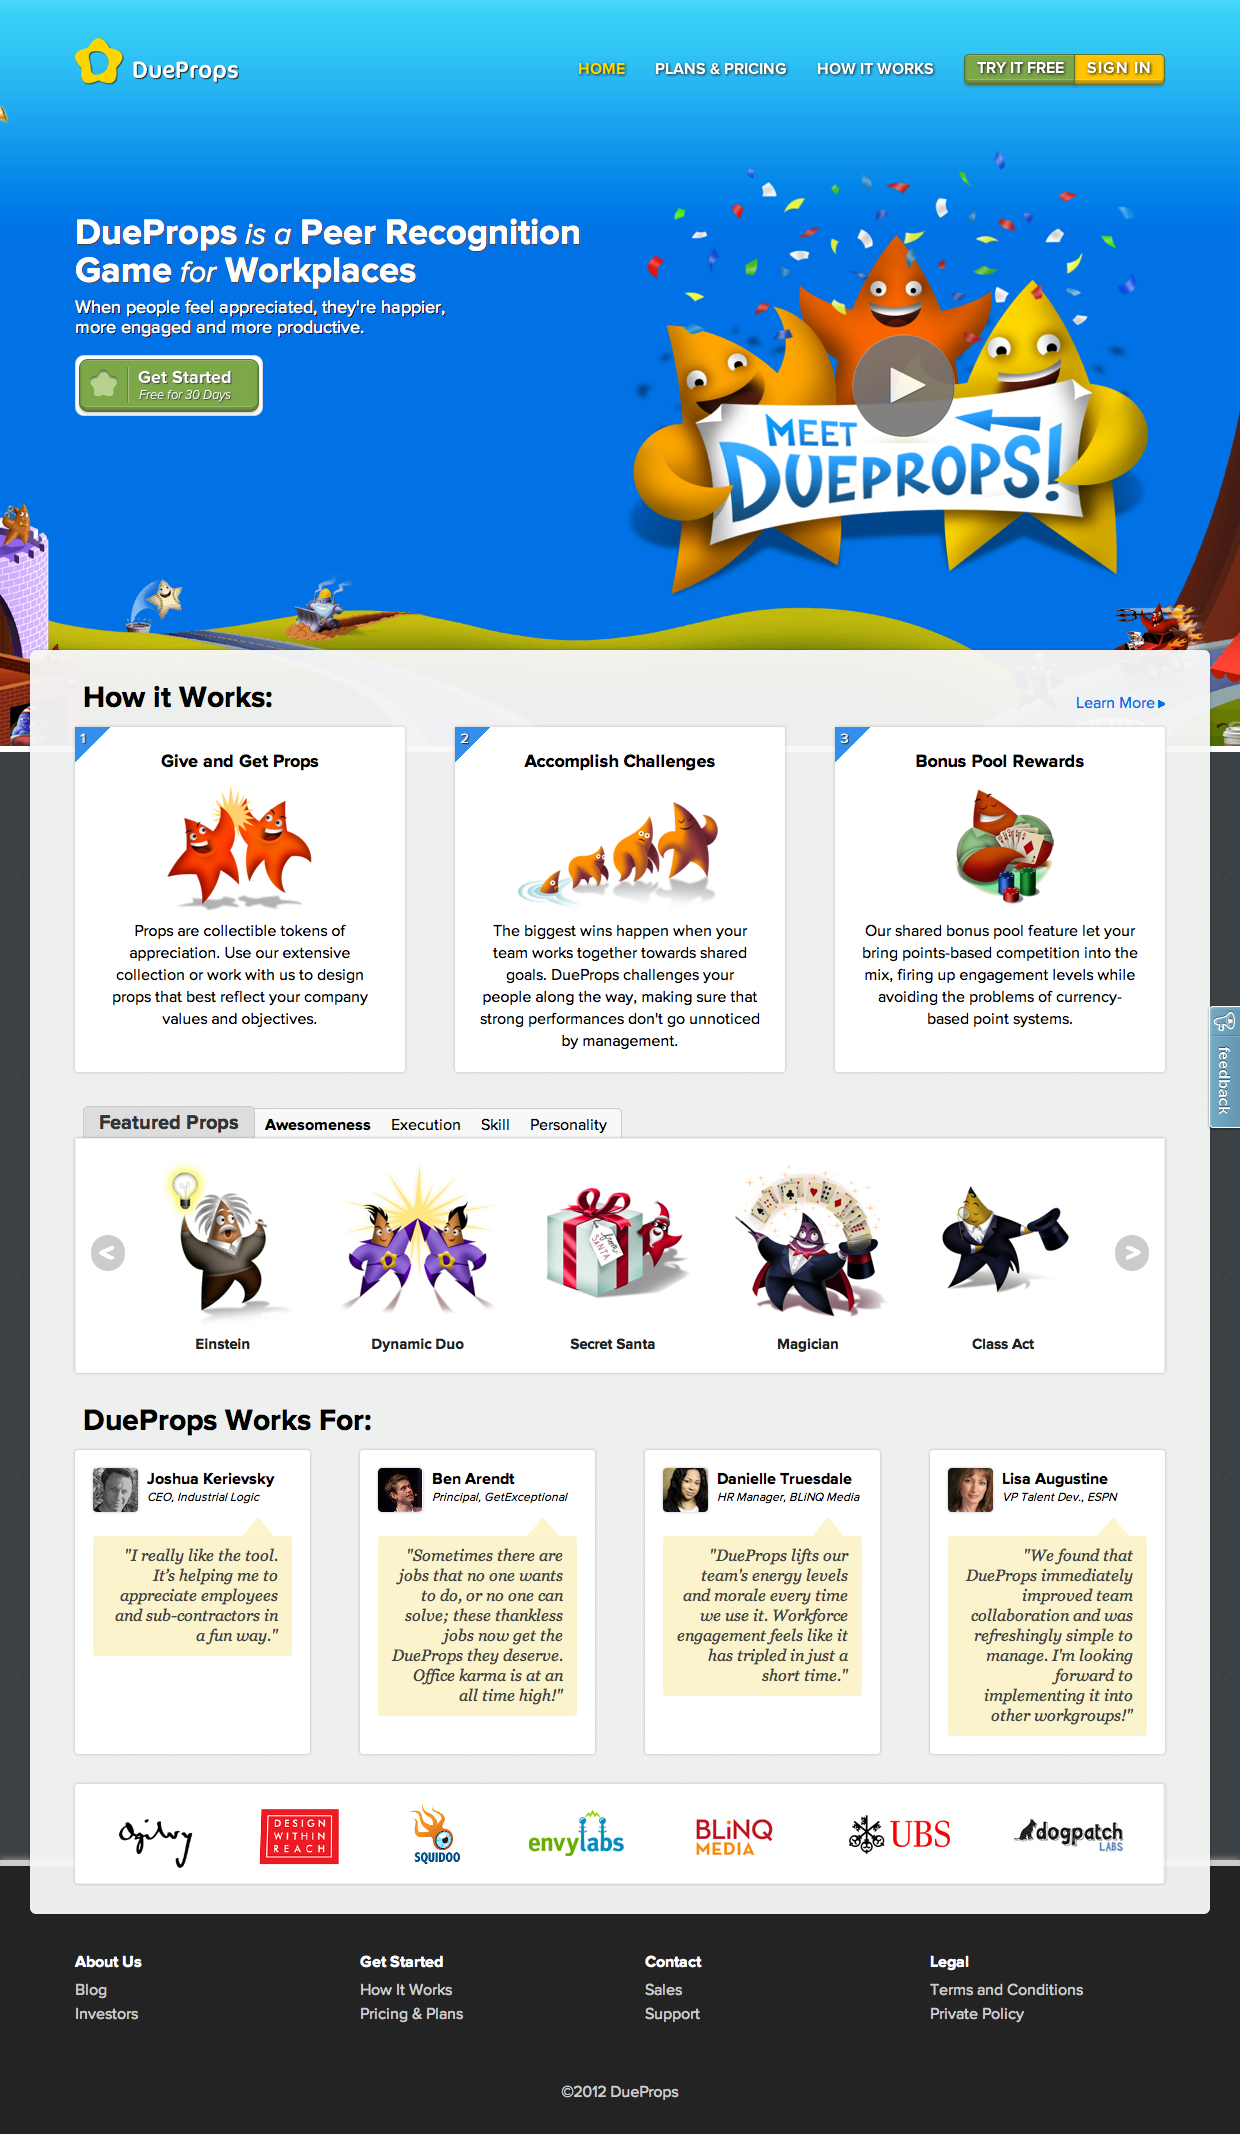 DueProps
HOME PLANS & PRICING HOW IT WORKS TRY IT FREE SIGN IN
DueProps is a Peer Recognition
Game for Workplaces
When people feel appreciated, they're happier,
more engaged and more productive.
Get Started
Free for 30 Days
MEET
DUEPROPS!
How it Works:
Learn More
1
Give and Get Props
Props are collectible tokens of
appreciation. Use our extensive
collection or work with us to design
props that best reflect your company
values and objectives.
2
Accomplish Challenges
The biggest wins happen when your
team works together towards shared
goals. DueProps challenges your
people along the way, making sure that
strong performances don't go unnoticed
by management.
3
Bonus Pool Rewards
Our shared bonus pool feature let your
bring points-based competition into the
mix, firing up engagement levels while
avoiding the problems of currency-
based point systems.
feedback
Featured Props Awesomeness Execution Skill Personality
from
SANTA
Einstein Dynamic Duo Secret Santa Magician Class Act
DueProps Works For:
Joshua Kerievsky
CEO, Industrial Logic
"I really like the tool.
It's helping me to
appreciate employees
and sub-contractors in
a fun way."
Ben Arendt
Principal, GetExceptional
"Sometimes there are
jobs that no one wants
to do, or no one can
solve; these thankless
jobs now get the
DueProps they deserve.
Office karma is at an
all time high!"
Danielle Truesdale
HR Manager, BLiNQ Media
"DueProps lifts our
team's energy levels
and morale every time
we use it. Workforce
engagement feels like it
has tripled in just a
short time."
Lisa Augustine
VP Talent Dev., ESPN
"We found that
DueProps immediately
improved team
collaboration and was
refreshingly simple to
manage. I'm looking
forward to
implementing it into
other workgroups!"
Ogilvy
DESIGN
WITHIN
REACH
SQUIDOO
envylabs
BLiNQ
MEDIA
UBS
dogpatch
LABS
About Us
Blog
Investors
Get Started
How It Works
Pricing & Plans
Contact
Sales
Support
Legal
Terms and Conditions
Private Policy
©2012 DueProps